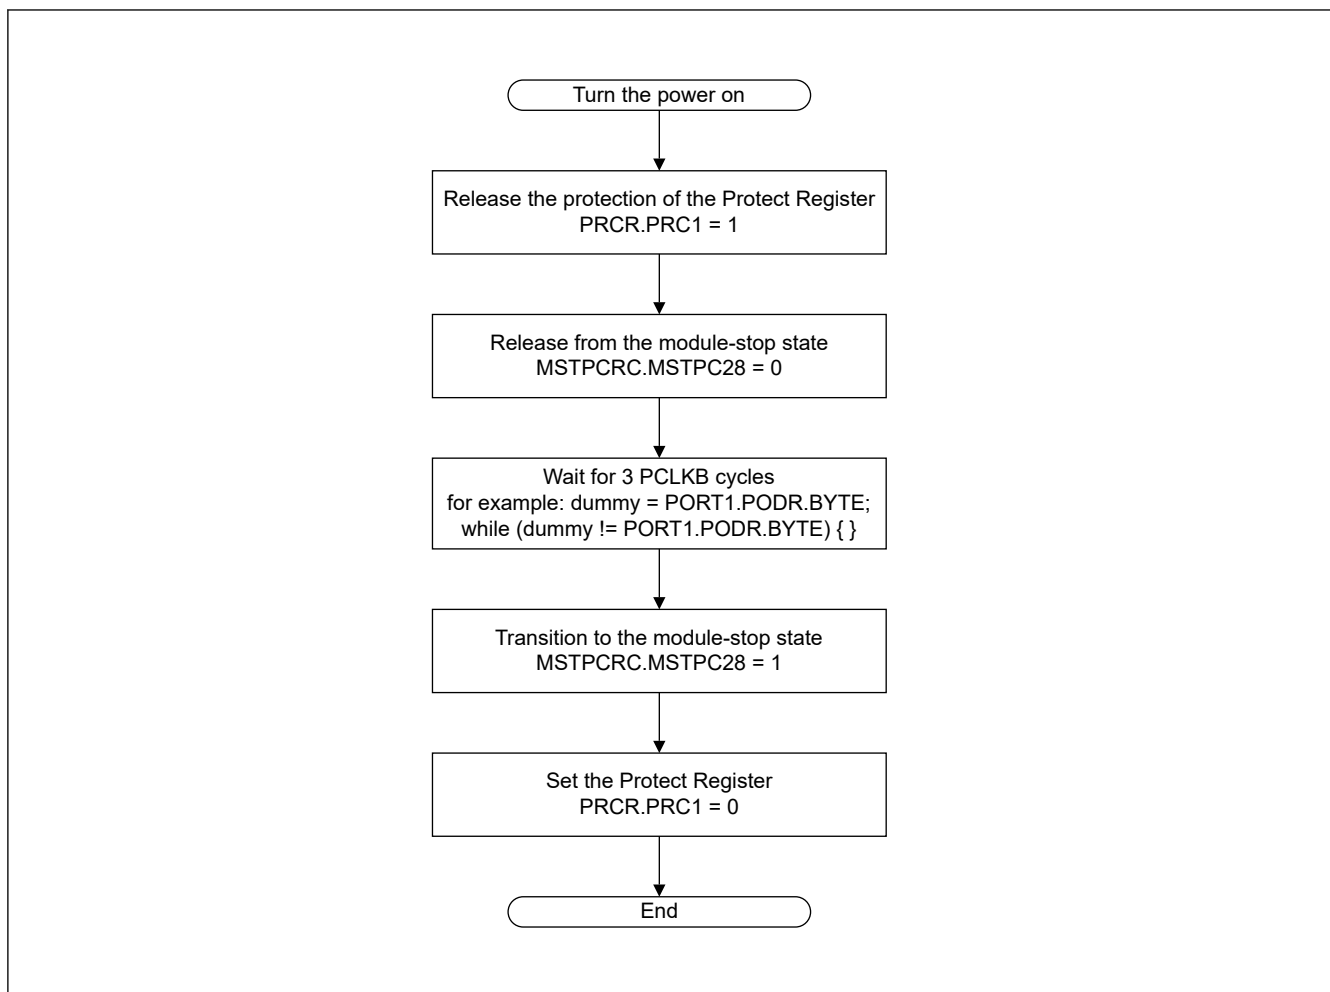 Turn the power on
Release the protection of the Protect Register
PRCR.PRC1 = 1
Release from the module-stop state
MSTPCRC.MSTPC28 = 0
Wait for 3 PCLKB cycles
for example: dummy = PORT1.PODR.BYTE;
while (dummy != PORT1.PODR.BYTE) { }
Transition to the module-stop state
MSTPCRC.MSTPC28 = 1
Set the Protect Register
PRCR.PRC1 = 0
End